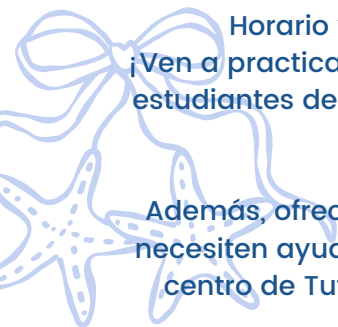 Horario
¡Ven a practica
estudiantes de
Además, ofrec
necesiten ayud
centro de Tu